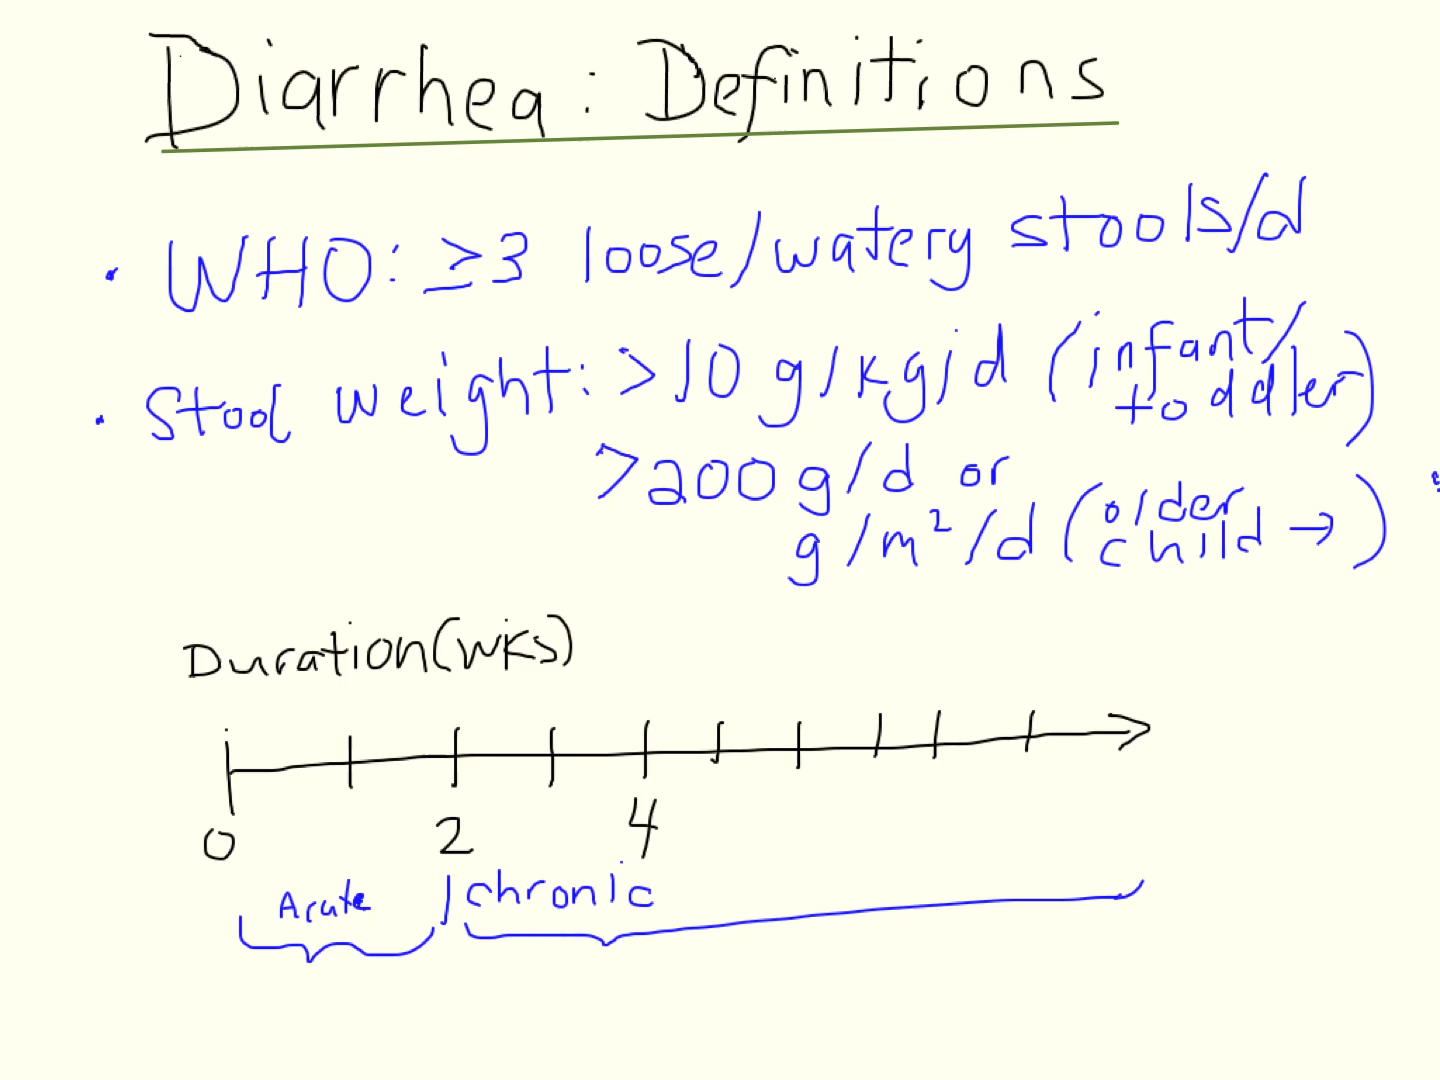 Diarrhea: Definitions
• WHO: ≥3 loose/watery stools/d
• Stool weight: >10 g/kg/d (infant/toddler)
>200 g/d or
g/m²/d (older child →)
Duration(wks)
0 2 4
Acute | chronic